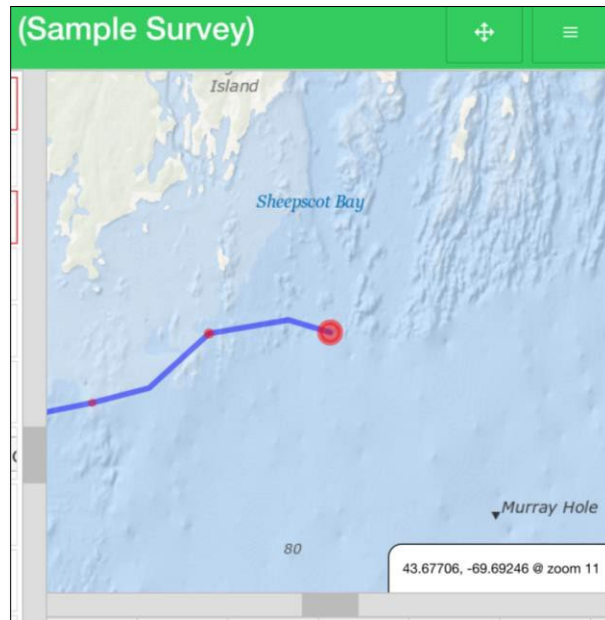 (Sample Survey)
Island
Sheepscot Bay
Murray Hole
80
43.67706, -69.69246 @ zoom 11